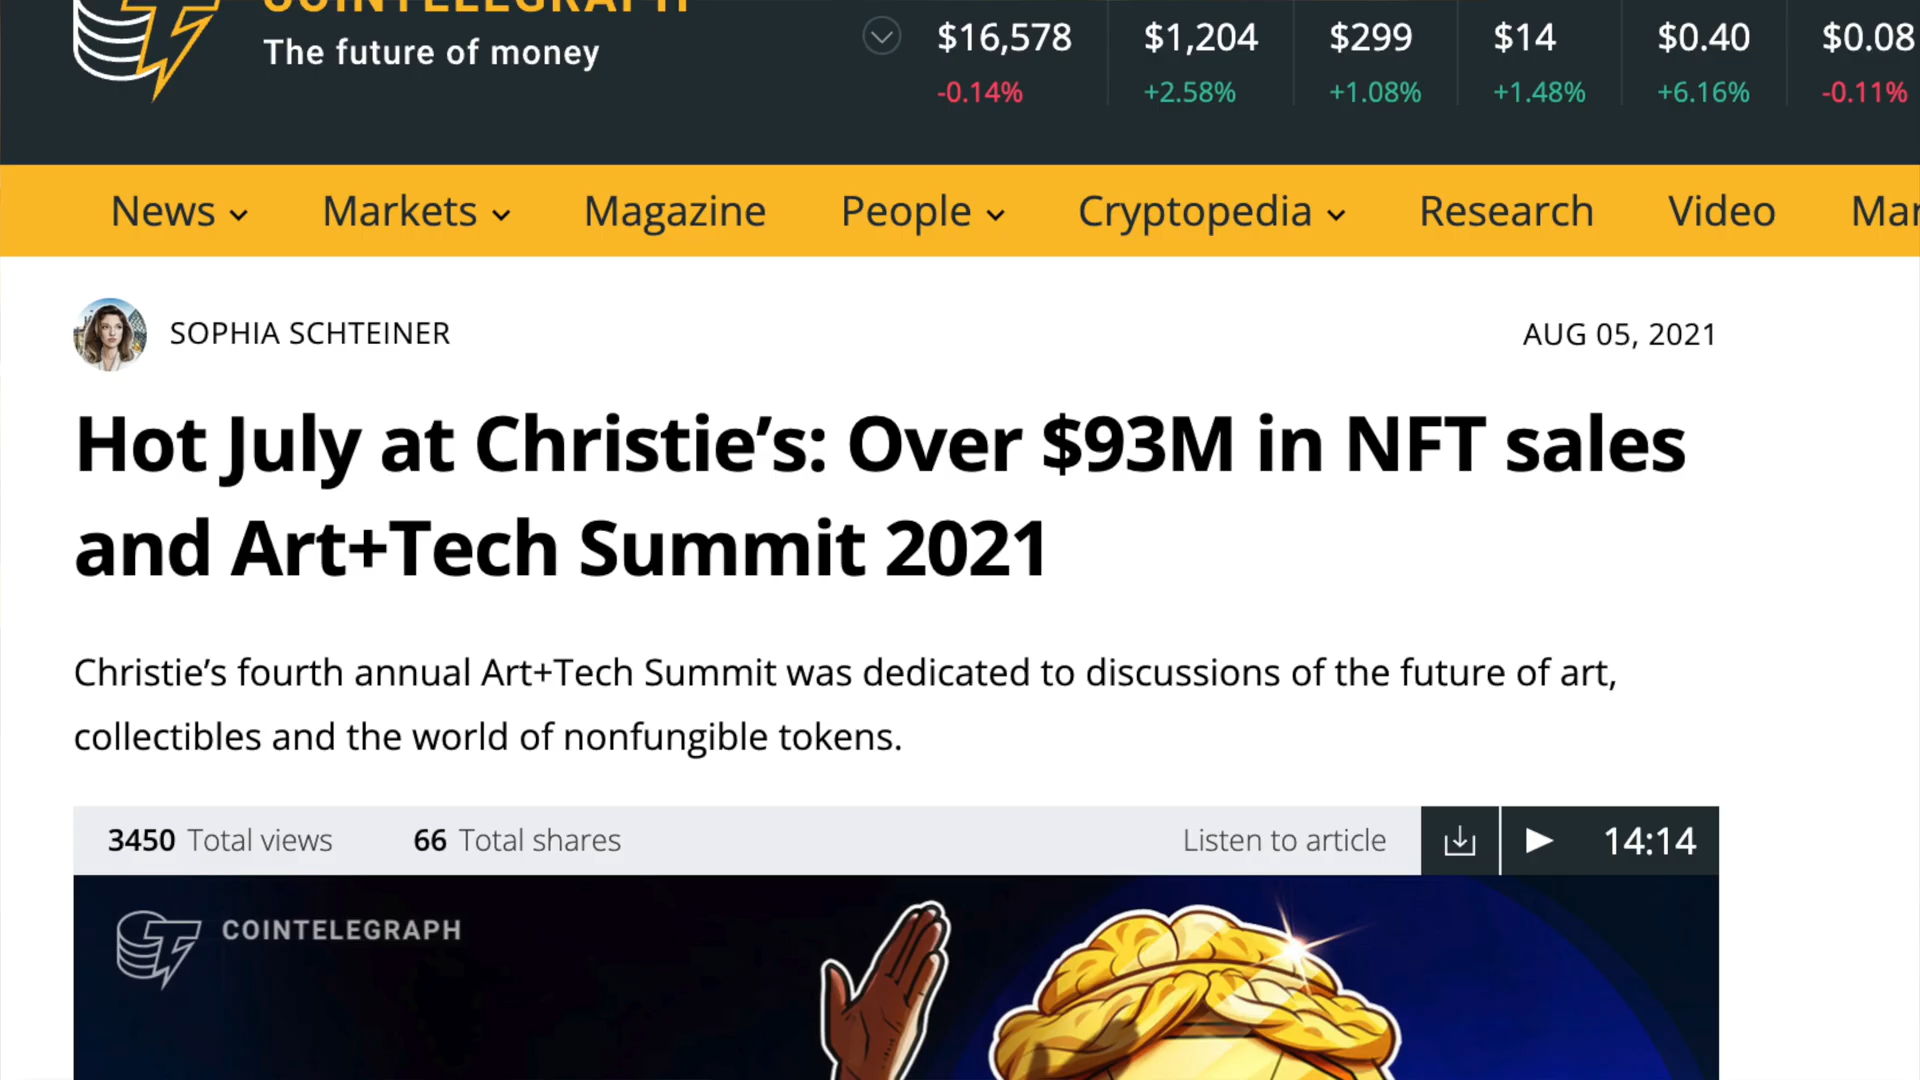 COINTELEGRAPH
The future of money
$16,578 $1,204 $299 $14 $0.40 $0.08
-0.14% +2.58% +1.08% +1.48% +6.16% -0.11%
News Markets Magazine People Cryptopedia Research Video Mar
SOPHIA SCHTEINER AUG 05, 2021
Hot July at Christie’s: Over $93M in NFT sales
and Art+Tech Summit 2021
Christie’s fourth annual Art+Tech Summit was dedicated to discussions of the future of art,
collectibles and the world of nonfungible tokens.
3450 Total views 66 Total shares Listen to article 14:14
COINTELEGRAPH